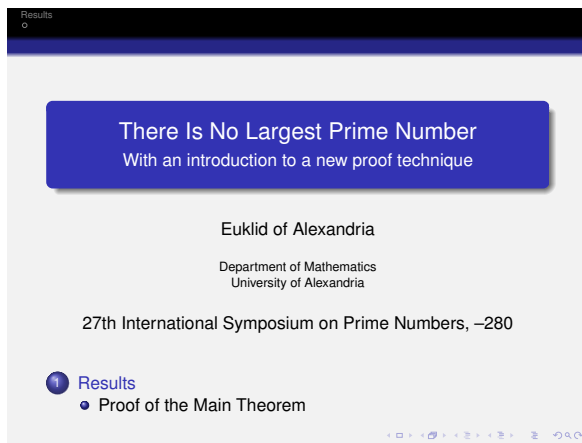 Results
There Is No Largest Prime Number
With an introduction to a new proof technique
Euklid of Alexandria
Department of Mathematics
University of Alexandria
27th International Symposium on Prime Numbers, –280
1 Results
Proof of the Main Theorem